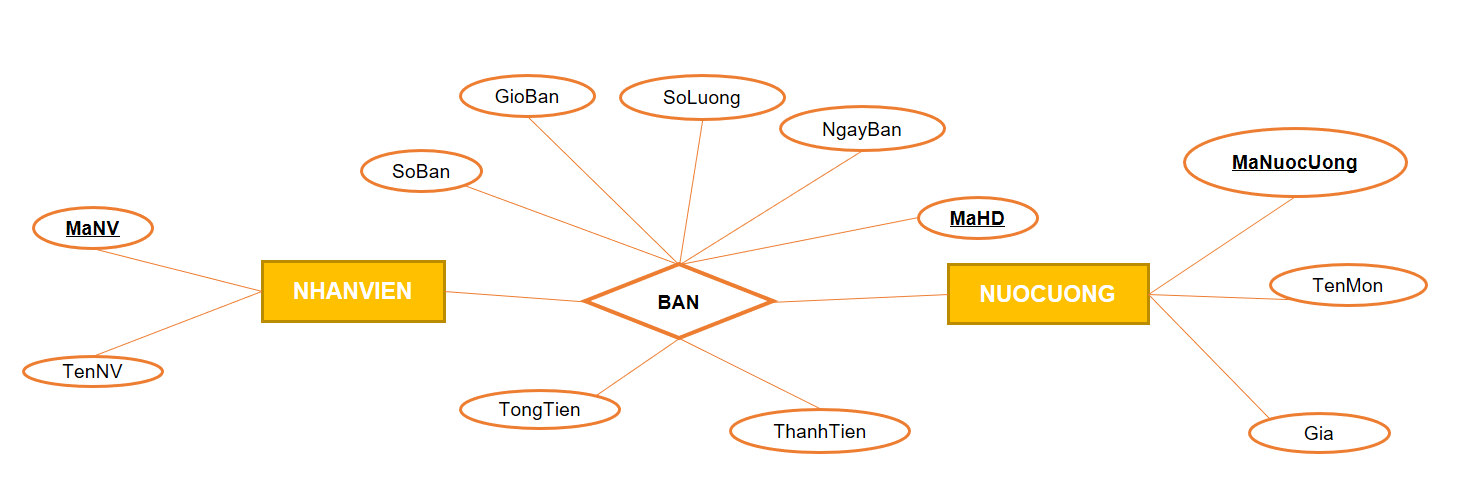 GioBan
SoLuong
NgayBan
SoBan
MaNuocUong
MaNV
MaHD
NHANVIEN
BAN
NUOCUONG
TenMon
TenNV
TongTien
ThanhTien
Gia